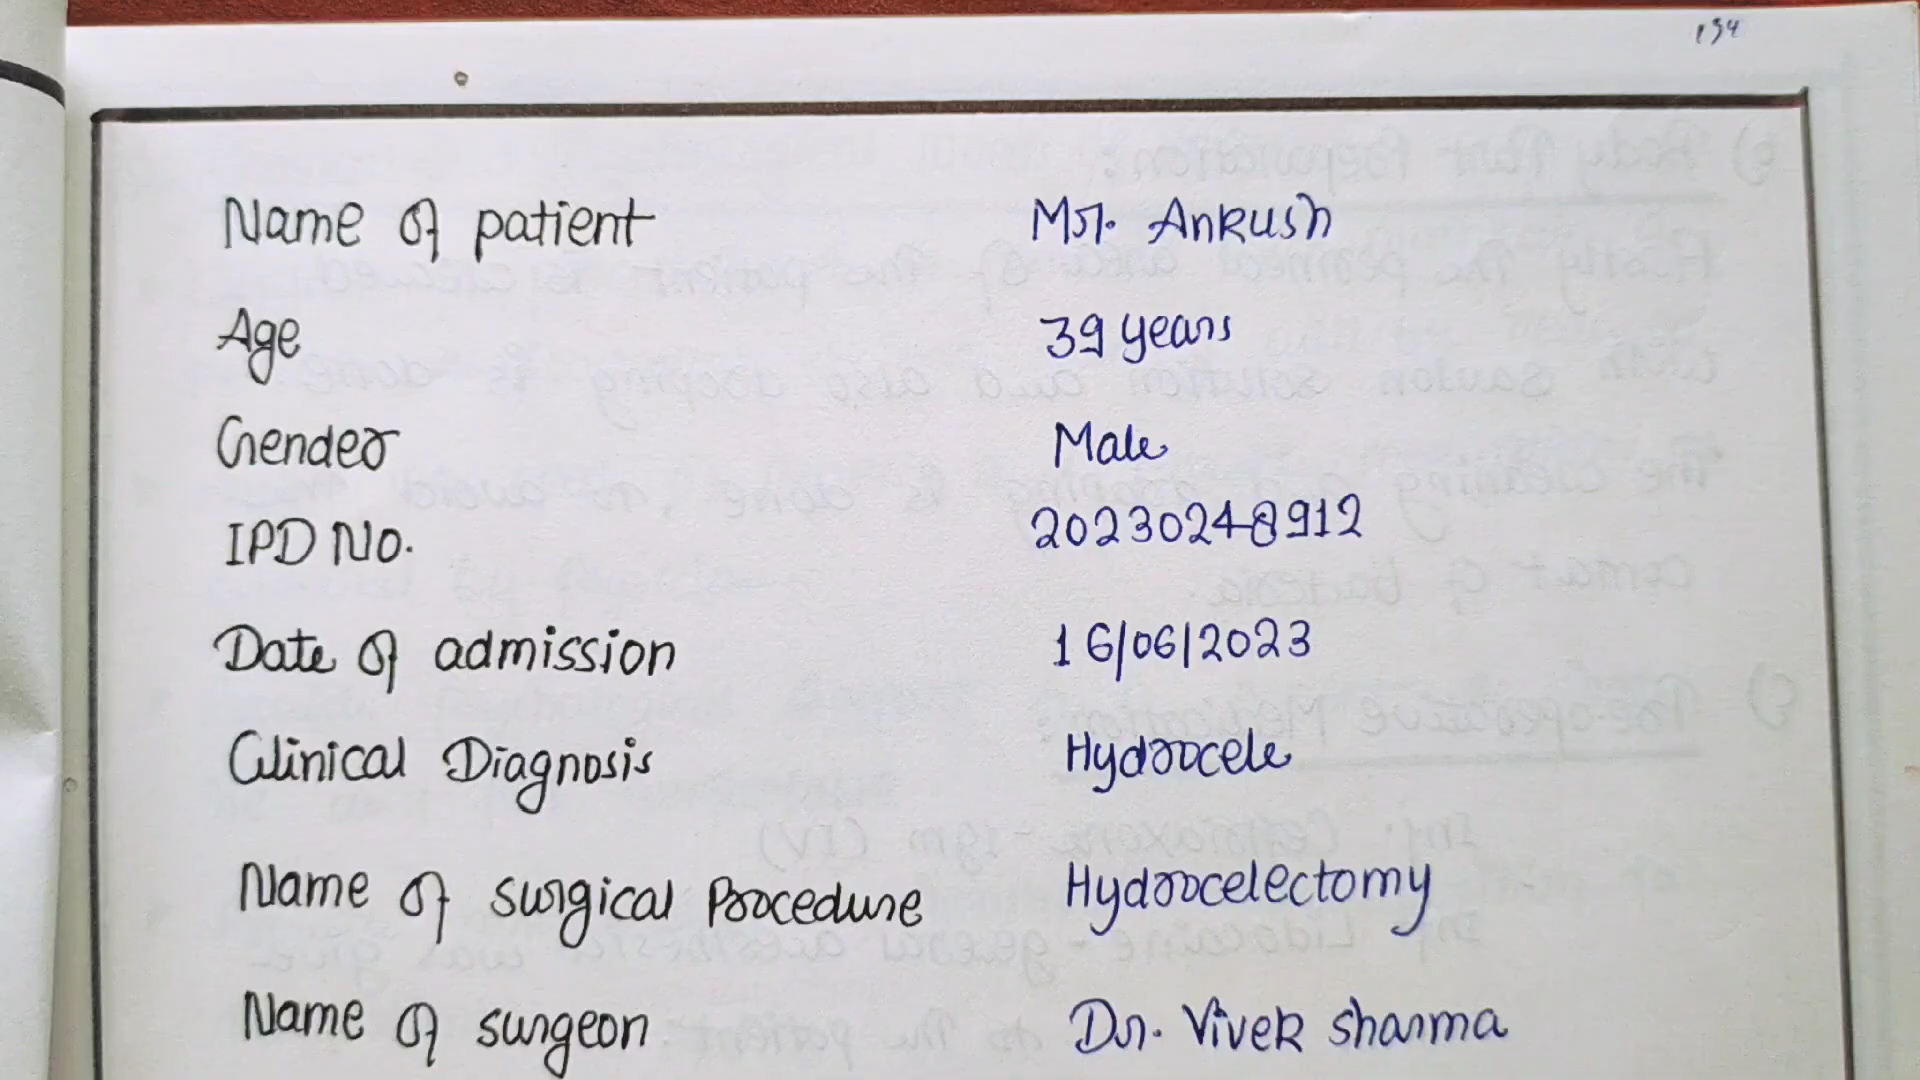 134
Name of patient Mr. Ankush
Age 39 years
Gender Male
IPD No. 20230248912
Date of admission 16/06/2023
Clinical Diagnosis Hydrocele
Name of surgical Procedure Hydrocelectomy
Name of surgeon Dr. Vivek sharma